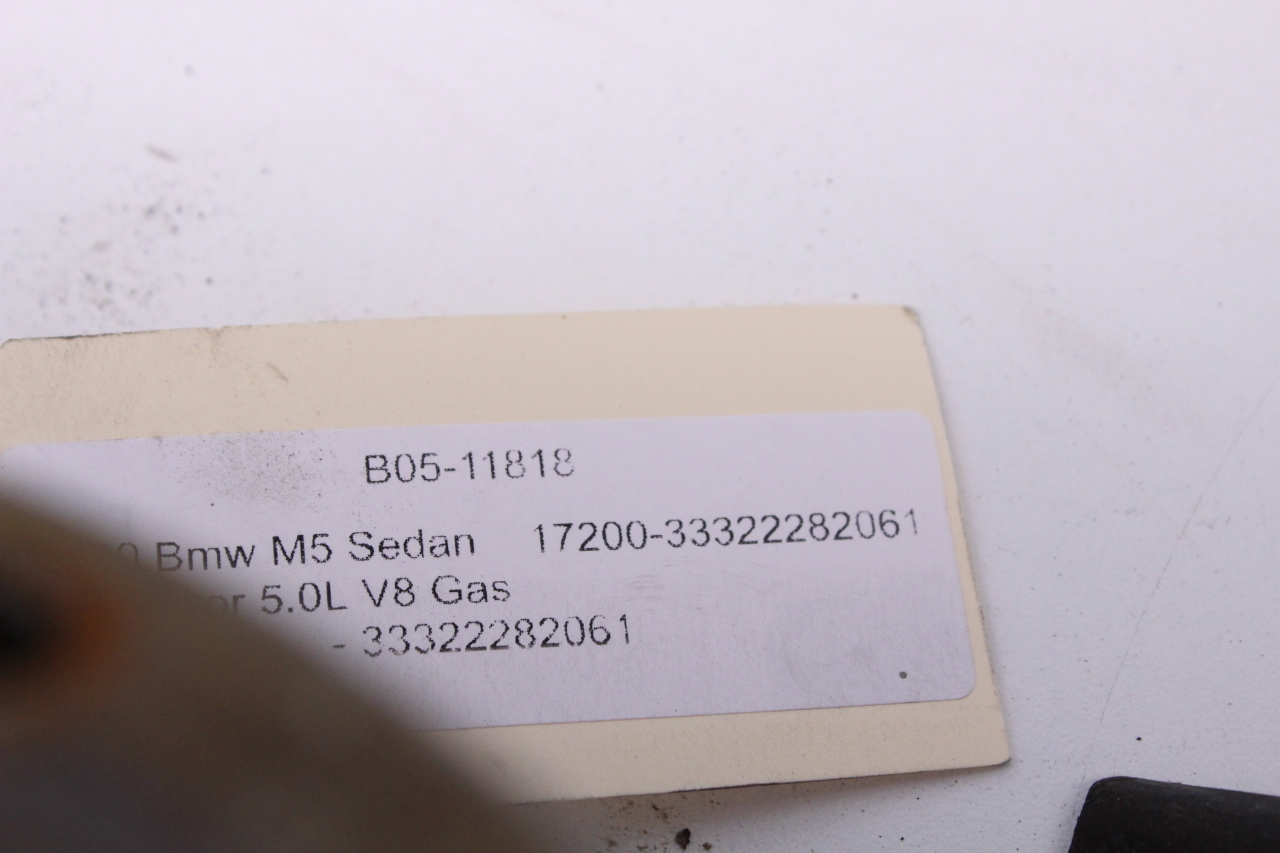 B05-11818
Bmw M5 Sedan 17200-33322282061
5.0L V8 Gas
- 33322282061